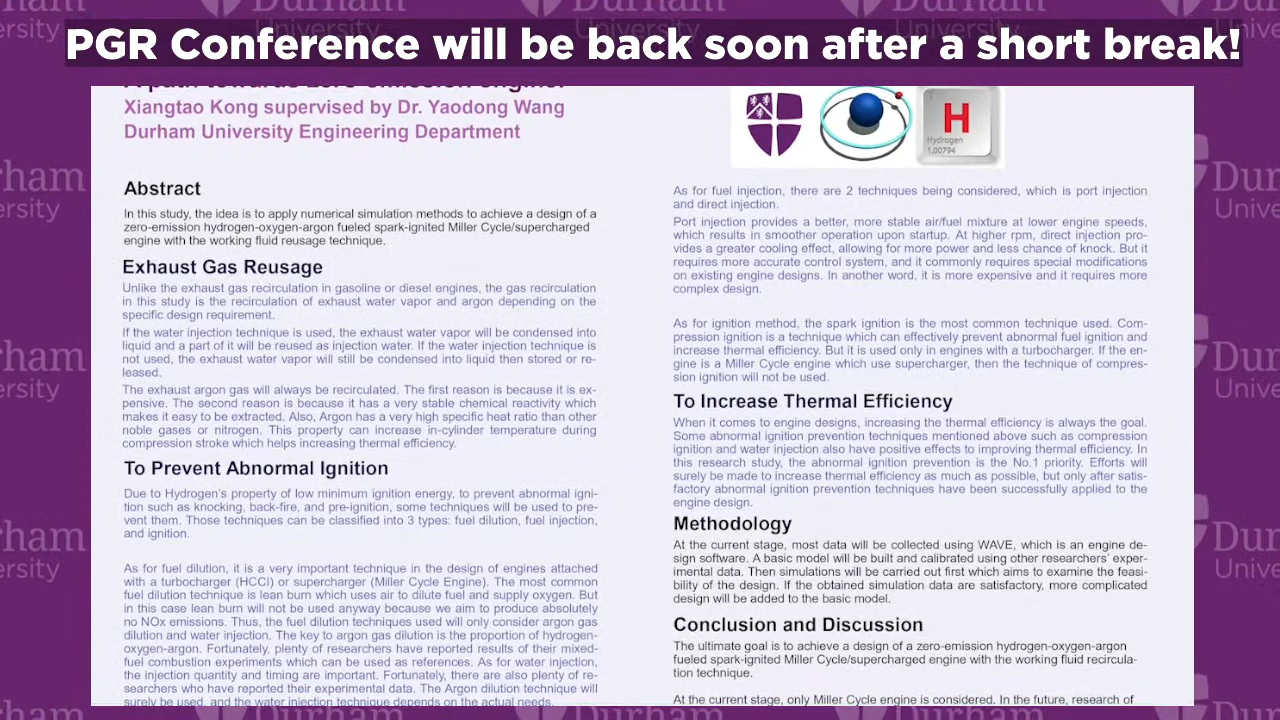 PGR Conference will be back soon after a short break!
Xiangtao Kong supervised by Dr. Yaodong Wang
Durham University Engineering Department
Abstract
In this study, the idea is to apply numerical simulation methods to achieve a design of a
zero-emission hydrogen-oxygen-argon fueled spark-ignited Miller Cycle/supercharged
engine with the working fluid reusage technique.
Exhaust Gas Reusage
Unlike the exhaust gas recirculation in gasoline or diesel engines, the gas recirculation
in this study is the recirculation of exhaust water vapor and argon depending on the
specific design requirement.
If the water injection technique is used, the exhaust water vapor will be condensed into
liquid and a part of it will be reused as injection water. If the water injection technique is
not used, the exhaust water vapor will still be condensed into liquid then stored or re-
leased.
The exhaust argon gas will always be recirculated. The first reason is because it is ex-
pensive. The second reason is because it has a very stable chemical reactivity which
makes it easy to be extracted. Also, Argon has a very high specific heat ratio than other
noble gases or nitrogen. This property can increase in-cylinder temperature during
compression stroke which helps increasing thermal efficiency.
To Prevent Abnormal Ignition
Due to Hydrogen's property of low minimum ignition energy, to prevent abnormal igni-
tion such as knocking, back-fire, and pre-ignition, some techniques will be used to pre-
vent them. Those techniques can be classified into 3 types: fuel dilution, fuel injection,
and ignition.
As for fuel dilution, it is a very important technique in the design of engines attached
with a turbocharger (HCCI) or supercharger (Miller Cycle Engine). The most common
fuel dilution technique is lean burn which uses air to dilute fuel and supply oxygen. But
in this case lean burn will not be used anyway because we aim to produce absolutely
no NOx emissions. Thus, the fuel dilution techniques used will only consider argon gas
dilution and water injection. The key to argon gas dilution is the proportion of hydrogen-
oxygen-argon. Fortunately, plenty of researchers have reported results of their mixed-
fuel combustion experiments which can be used as references. As for water injection,
the injection quantity and timing are important. Fortunately, there are also plenty of re-
searchers who have reported their experimental data. The Argon dilution technique will
surely be used, and the water injection technique depends on the actual needs.
H
Hydrogen
1.00794
As for fuel injection, there are 2 techniques being considered, which is port injection
and direct injection.
Port injection provides a better, more stable air/fuel mixture at lower engine speeds,
which results in smoother operation upon startup. At higher rpm, direct injection pro-
vides a greater cooling effect, allowing for more power and less chance of knock. But it
requires more accurate control system, and it commonly requires special modifications
on existing engine designs. In another word, it is more expensive and it requires more
complex design.
As for ignition method, the spark ignition is the most common technique used. Com-
pression ignition is a technique which can effectively prevent abnormal fuel ignition and
increase thermal efficiency. But it is used only in engines with a turbocharger. If the en-
gine is a Miller Cycle engine which use supercharger, then the technique of compres-
sion ignition will not be used.
To Increase Thermal Efficiency
When it comes to engine designs, increasing the thermal efficiency is always the goal.
Some abnormal ignition prevention techniques mentioned above such as compression
ignition and water injection also have positive effects to improving thermal efficiency. In
this research study, the abnormal ignition prevention is the No.1 priority. Efforts will
surely be made to increase thermal efficiency as much as possible, but only after satis-
factory abnormal ignition prevention techniques have been successfully applied to the
engine design.
Methodology
At the current stage, most data will be collected using WAVE, which is an engine de-
sign software. A basic model will be built and calibrated using other researchers' exper-
imental data. Then simulations will be carried out first which aims to examine the feasi-
bility of the design. If the obtained simulation data are satisfactory, more complicated
design will be added to the basic model.
Conclusion and Discussion
The ultimate goal is to achieve a design of a zero-emission hydrogen-oxygen-argon
fueled spark-ignited Miller Cycle/supercharged engine with the working fluid recircula-
tion technique.
At the current stage, only Miller Cycle engine is considered. In the future, research of